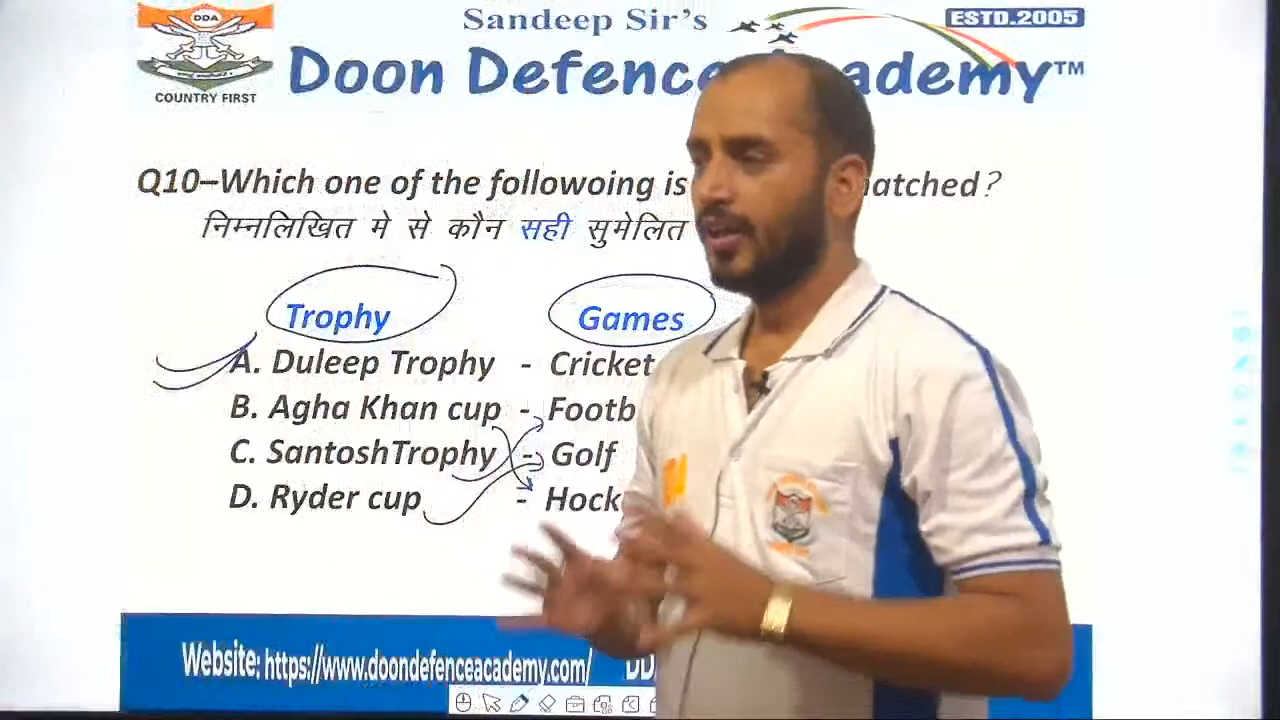 DDA
COUNTRY FIRST
Sandeep Sir's
ESTD.2005
Doon Defence ademy™
Q10–Which one of the followoing is atched?
निम्नलिखित मे से कौन सही सुमेलित
Trophy Games
A. Duleep Trophy - Cricket
B. Agha Khan cup - Footb
C. SantoshTrophy - Golf
D. Ryder cup - Hock
Website: https://www.doondefenceacademy.com/ DD